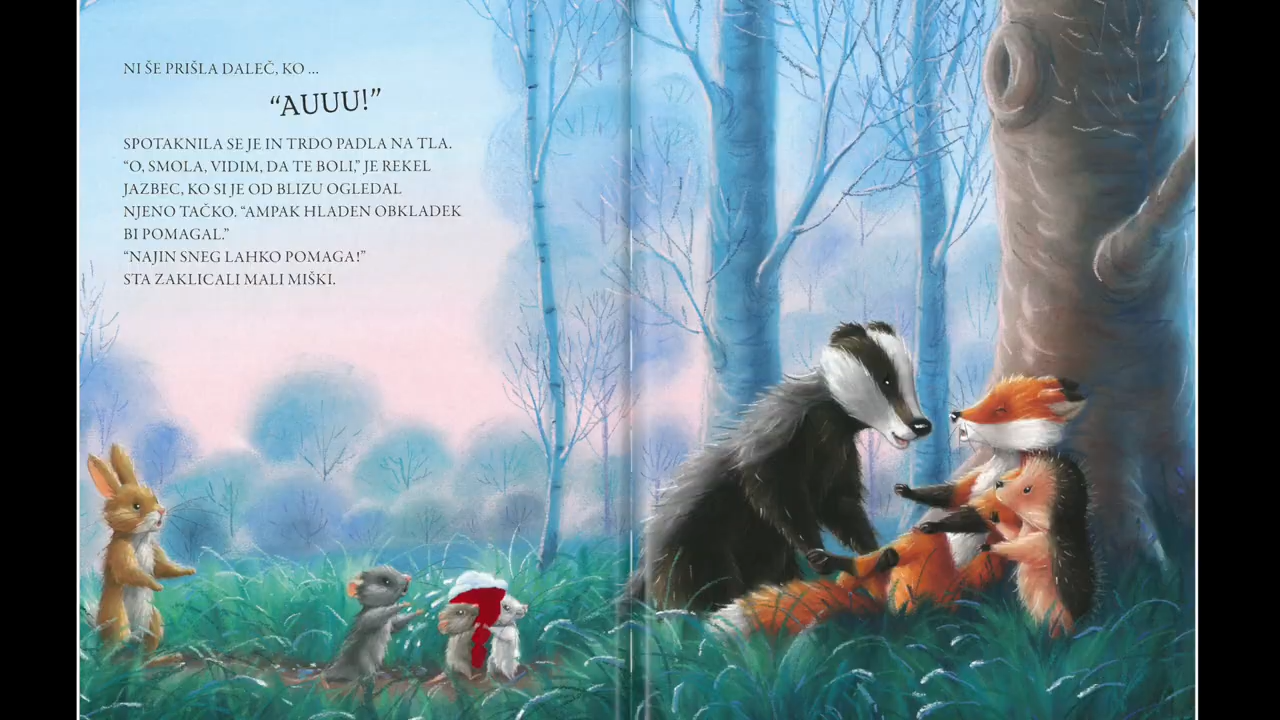 NI ŠE PRIŠLA DALEČ, KO ...
“AUUU!”
SPOTAKNILA SE JE IN TRDO PADLA NA TLA.
“O, SMOLA, VIDIM, DA TE BOLI,” JE REKEL
JAZBEC, KO SI JE OD BLIZU OGLEDAL
NJENO TAČKO. “AMPAK HLADEN OBKLADEK
BI POMAGAL.”
“NAJIN SNEG LAHKO POMAGA!”
STA ZAKLICALI MALI MIŠKI.